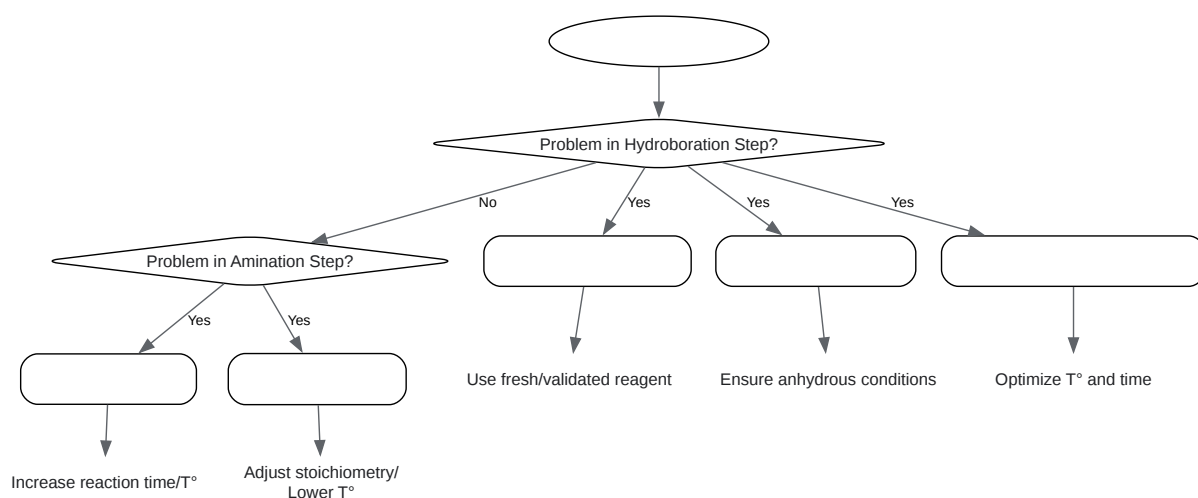 Problem in Hydroboration Step?
No
Yes
Yes
Yes
Problem in Amination Step?
Yes
Yes
Use fresh/validated reagent
Ensure anhydrous conditions
Optimize T° and time
Increase reaction time/T°
Adjust stoichiometry/
Lower T°